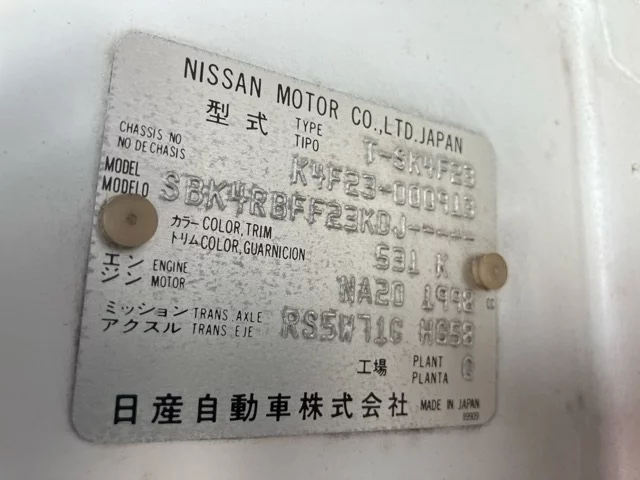 NISSAN MOTOR CO.,LTD.JAPAN
型式 TYPE TIPO T-SK4F23
CHASSIS NO NO DE CHASIS K4F23-000913
MODEL MODELO SBK4RBFF23KDJ-----
カラー COLOR,TRIM
トリム COLOR,GUARNICION 531 K
エンジン ENGINE MOTOR NA20 1998
ミッション TRANS.AXLE
アクスル TRANS.EJE RS5W71C HG58
工場 PLANT PLANTA Q
日産自動車株式会社 MADE IN JAPAN